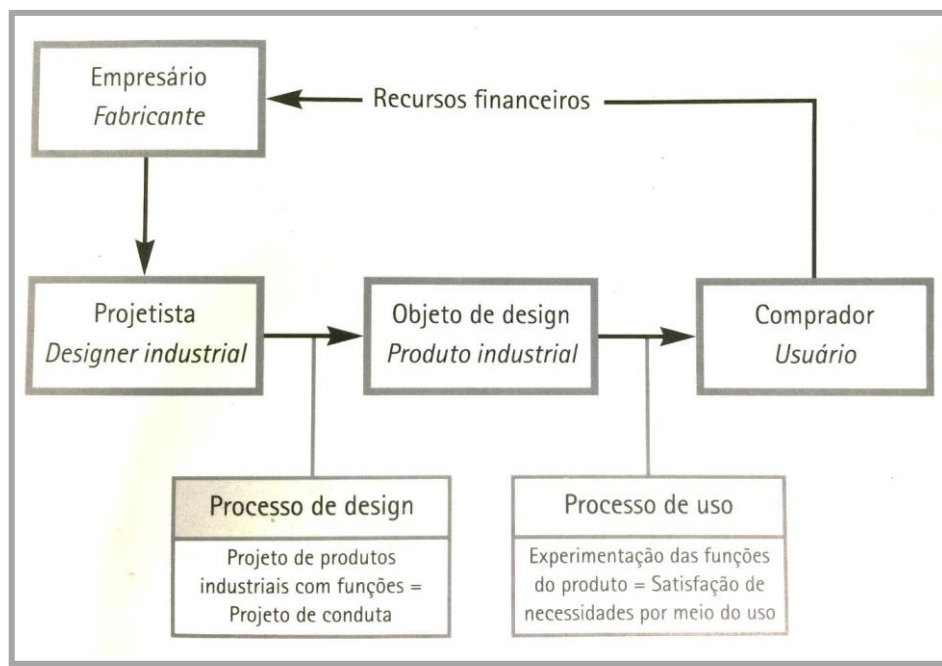 Empresário
Fabricante
Recursos financeiros
Projetista
Designer industrial
Objeto de design
Produto industrial
Comprador
Usuário
Processo de design
Projeto de produtos
industriais com funções =
Projeto de conduta
Processo de uso
Experimentação das funções
do produto = Satisfação de
necessidades por meio do uso